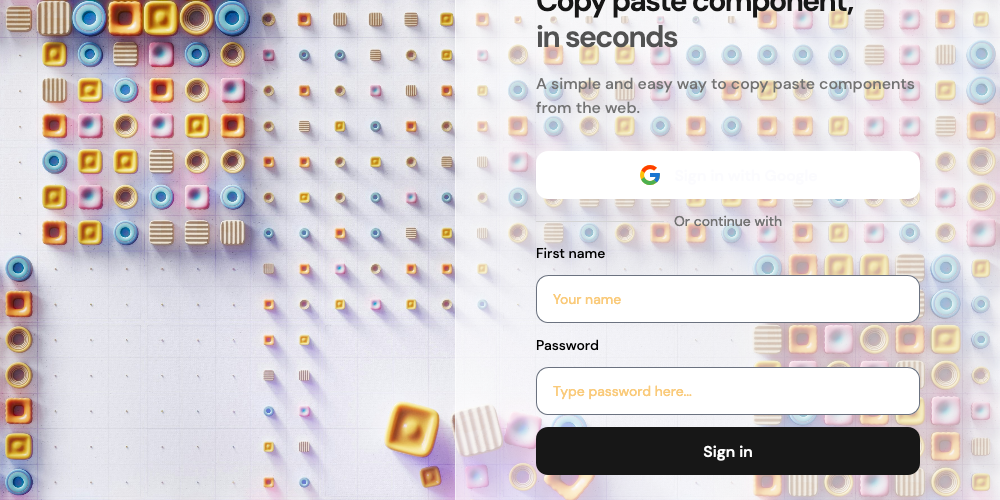 Copy paste component,
in seconds
A simple and easy way to copy paste components
from the web.
Sign in with Google
Or continue with
First name
Your name
Password
Type password here...
Sign in